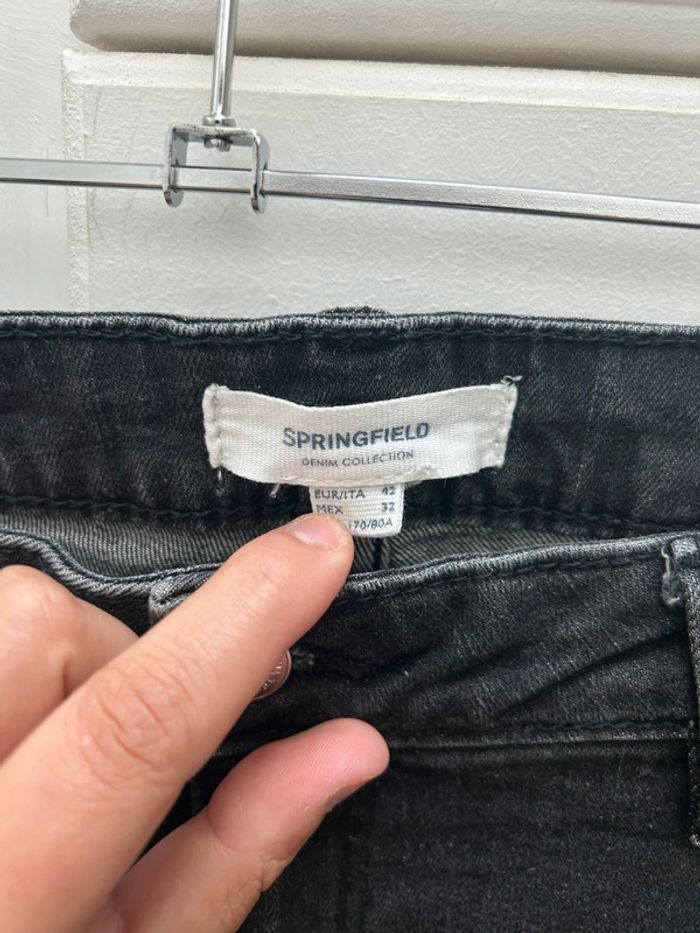 SPRINGFIELD
DENIM COLLECTION
EUR/ITA 42
MEX 32
170/80A